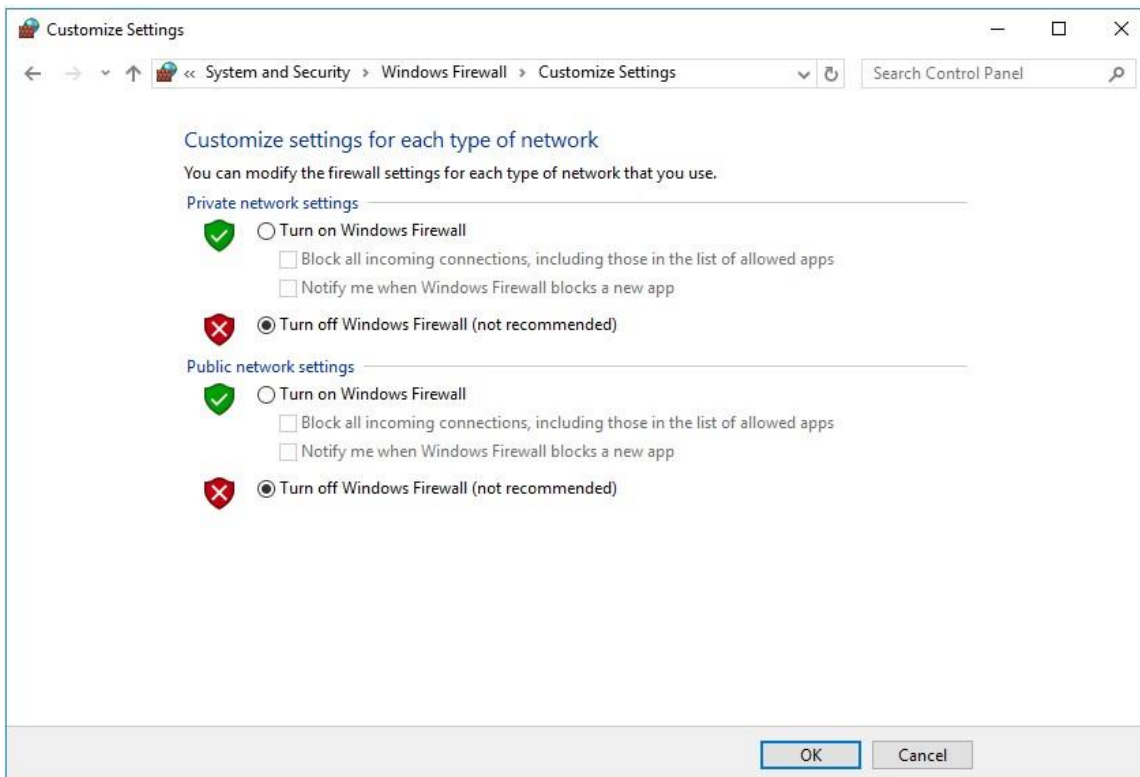 Customize Settings
« System and Security > Windows Firewall > Customize Settings
Search Control Panel
Customize settings for each type of network
You can modify the firewall settings for each type of network that you use.
Private network settings
Turn on Windows Firewall
Block all incoming connections, including those in the list of allowed apps
Notify me when Windows Firewall blocks a new app
Turn off Windows Firewall (not recommended)
Public network settings
Turn on Windows Firewall
Block all incoming connections, including those in the list of allowed apps
Notify me when Windows Firewall blocks a new app
Turn off Windows Firewall (not recommended)
OK Cancel